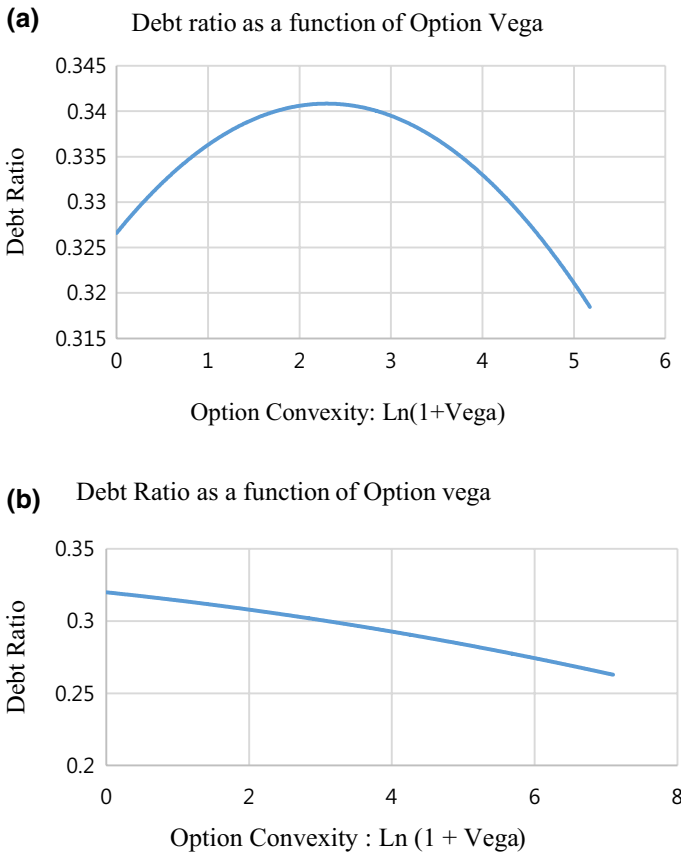 (a) Debt ratio as a function of Option Vega
0.345
0.34
0.335
0.33
0.325
0.32
0.315
Debt Ratio
0 1 2 3 4 5 6
Option Convexity: Ln(1+Vega)
(b) Debt Ratio as a function of Option vega
0.35
0.3
0.25
0.2
Debt Ratio
0 2 4 6 8
Option Convexity : Ln (1 + Vega)